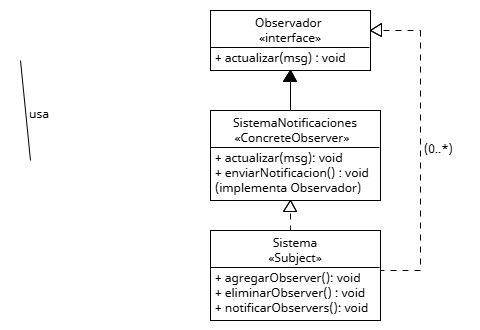 Observador
«interface»
+ actualizar(msg) : void
usa
SistemaNotificaciones
«ConcreteObserver»
+ actualizar(msg): void
+ enviarNotificacion() : void
(implementa Observador)
(0..*)
Sistema
«Subject»
+ agregarObserver(): void
+ eliminarObserver() : void
+ notificarObservers(): void